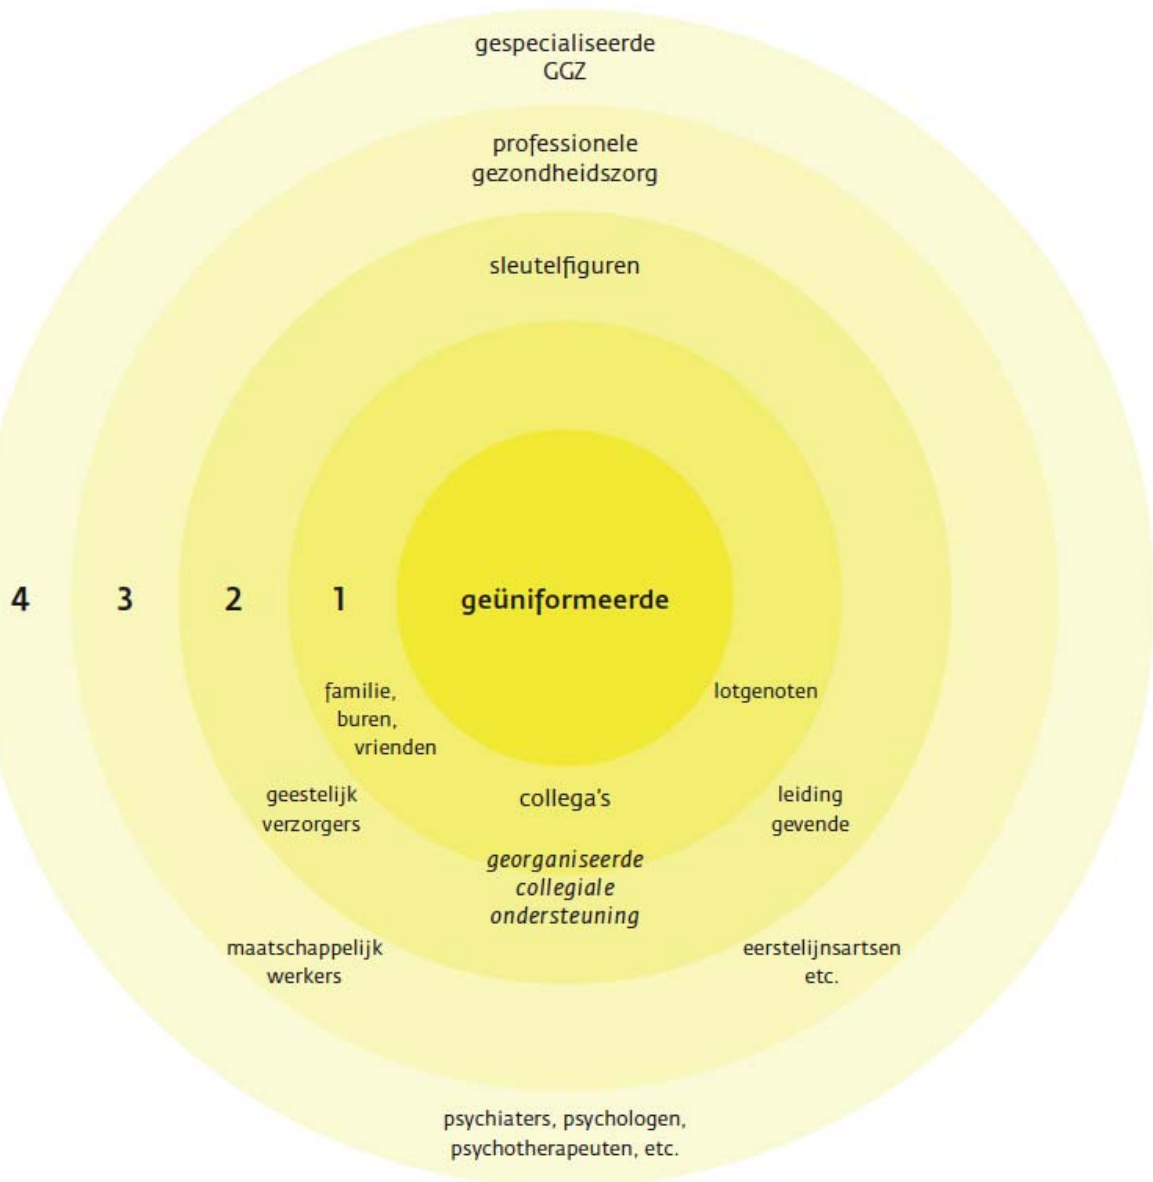 gespecialiseerde
GGZ
professionele
gezondheidszorg
sleutelfiguren
4 3 2 1 geüniformeerde
familie,
buren,
vrienden
lotgenoten
geestelijk
verzorgers
collega's
leiding
gevende
georganiseerde
collegiale
ondersteuning
maatschappelijk
werkers
eerstelijnsartsen
etc.
psychiaters, psychologen,
psychotherapeuten, etc.